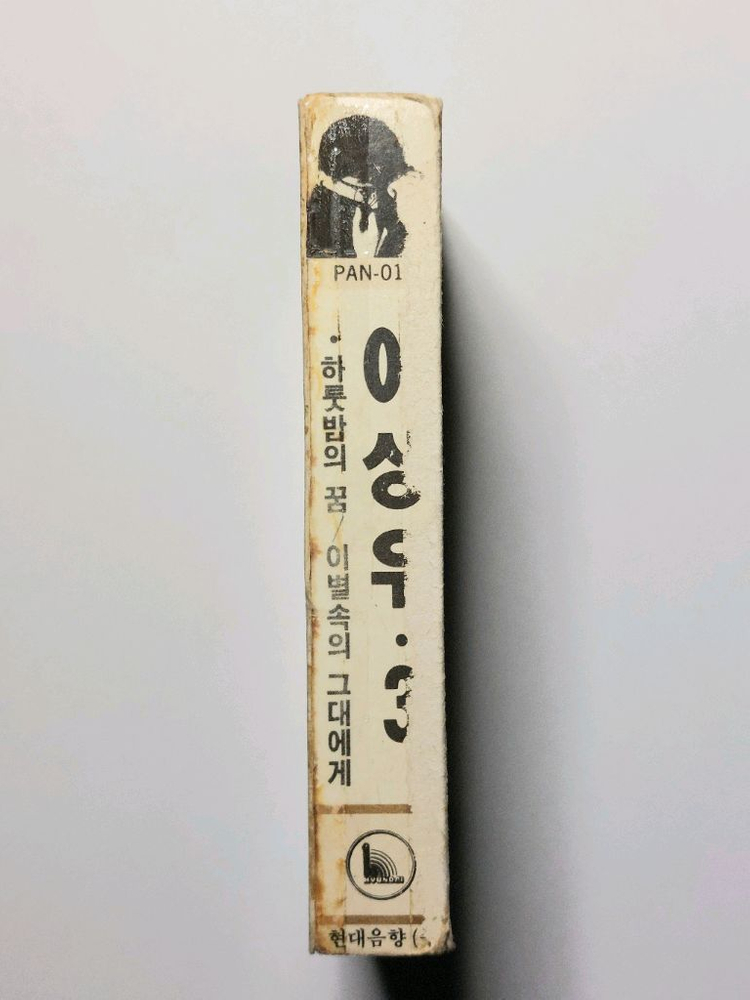 PAN-01
이상우·3
• 하룻밤의 꿈 / 이별속의 그대에게
HYUNDAI
현대음향